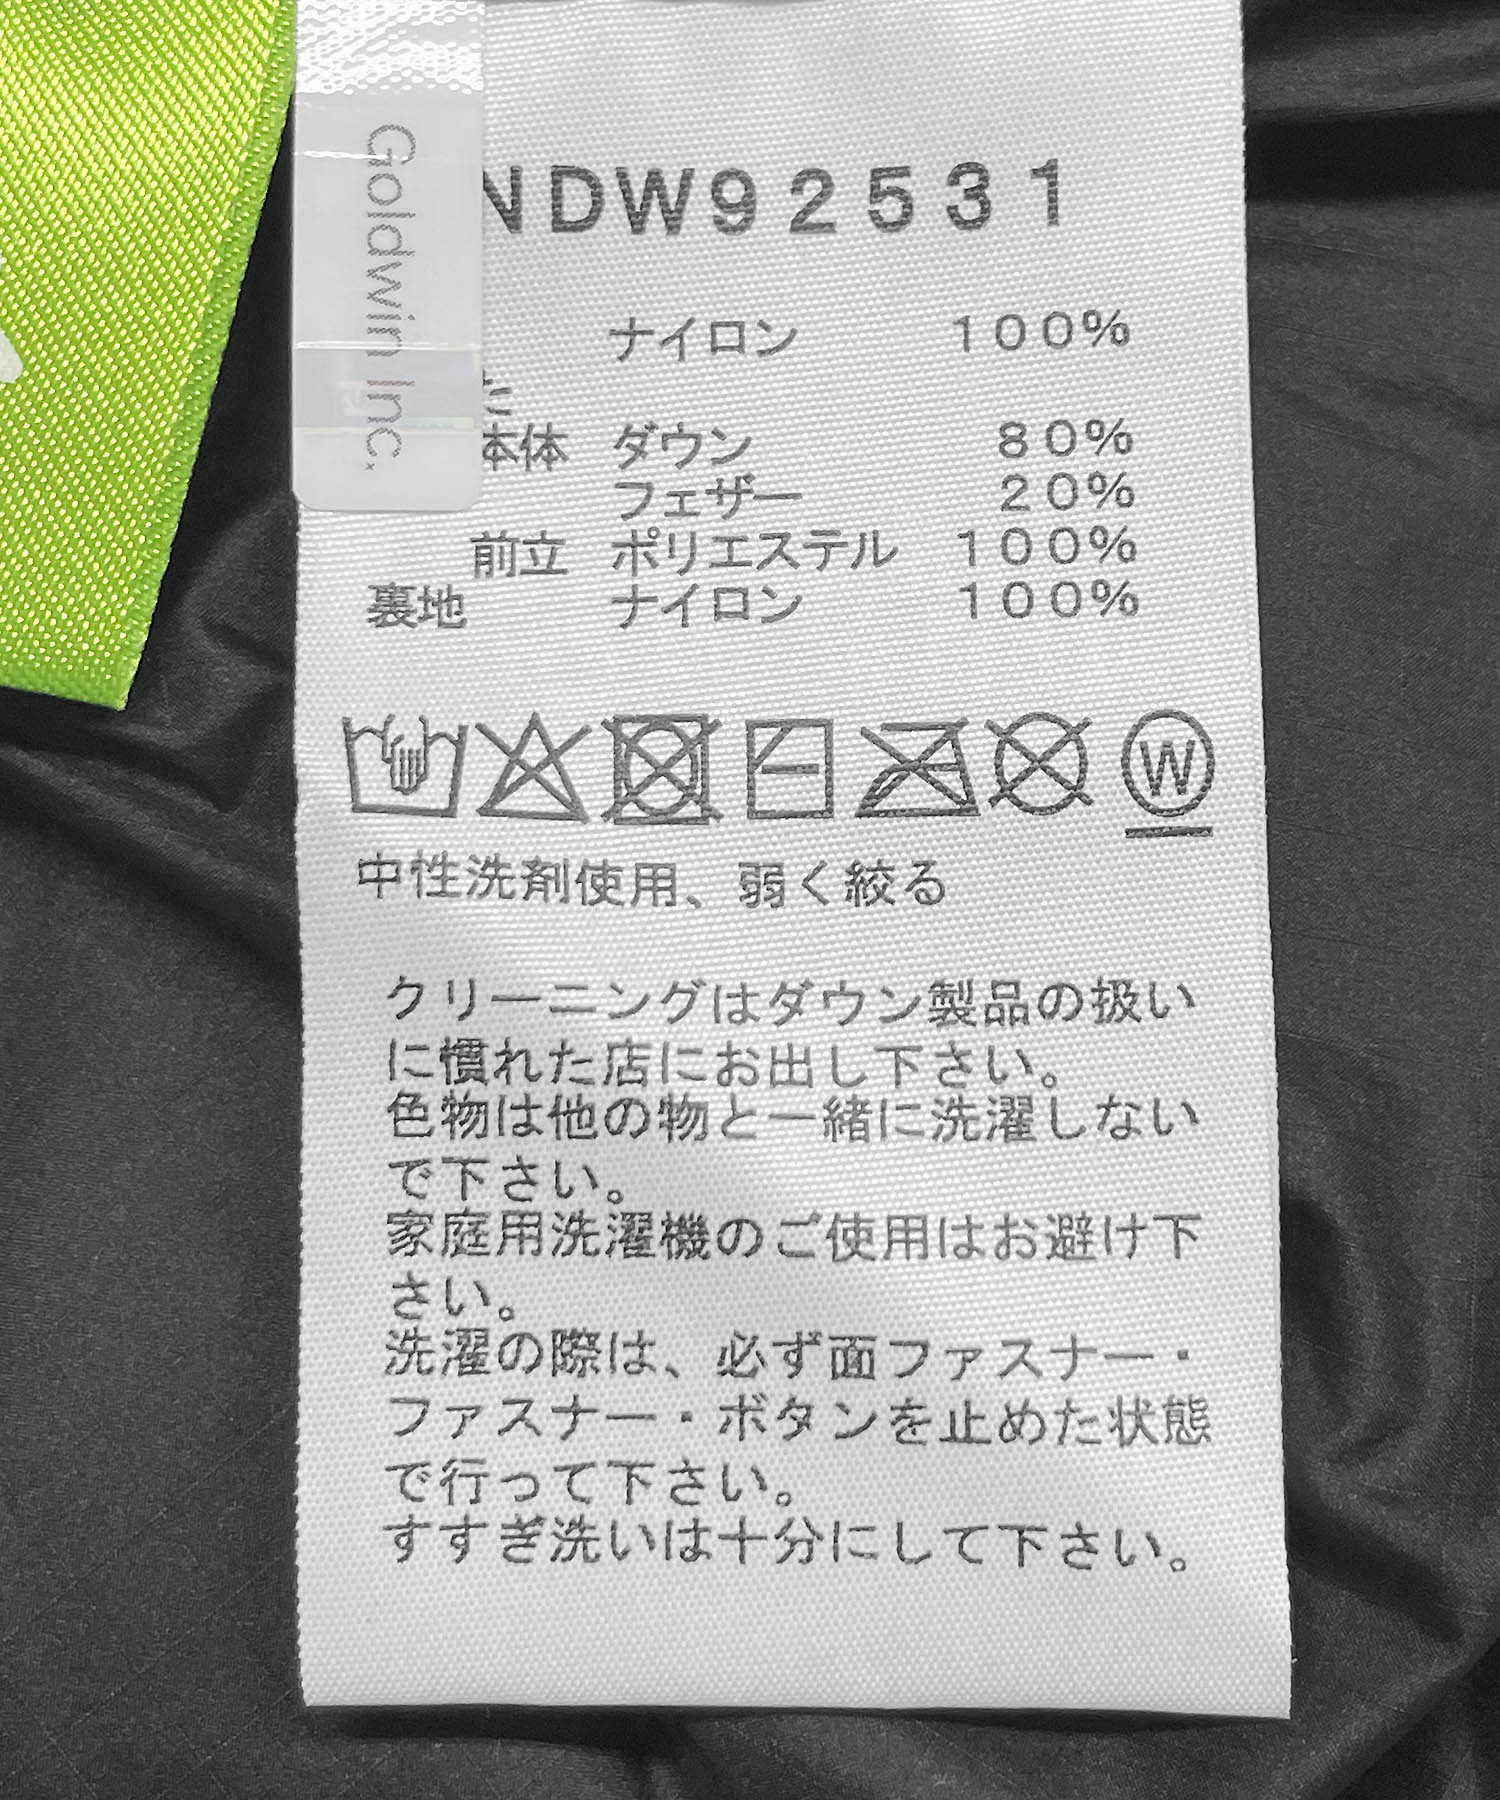 Goldwin Inc.
NDW92531
ナイロン 100%
本体 ダウン 80%
フェザー 20%
前立 ポリエステル 100%
裏地 ナイロン 100%
W
中性洗剤使用、弱く絞る
クリーニングはダウン製品の扱い
に慣れた店にお出し下さい。
色物は他の物と一緒に洗濯しない
で下さい。
家庭用洗濯機のご使用はお避け下
さい。
洗濯の際は、必ず面ファスナー・
ファスナー・ボタンを止めた状態
で行って下さい。
すすぎ洗いは十分にして下さい。